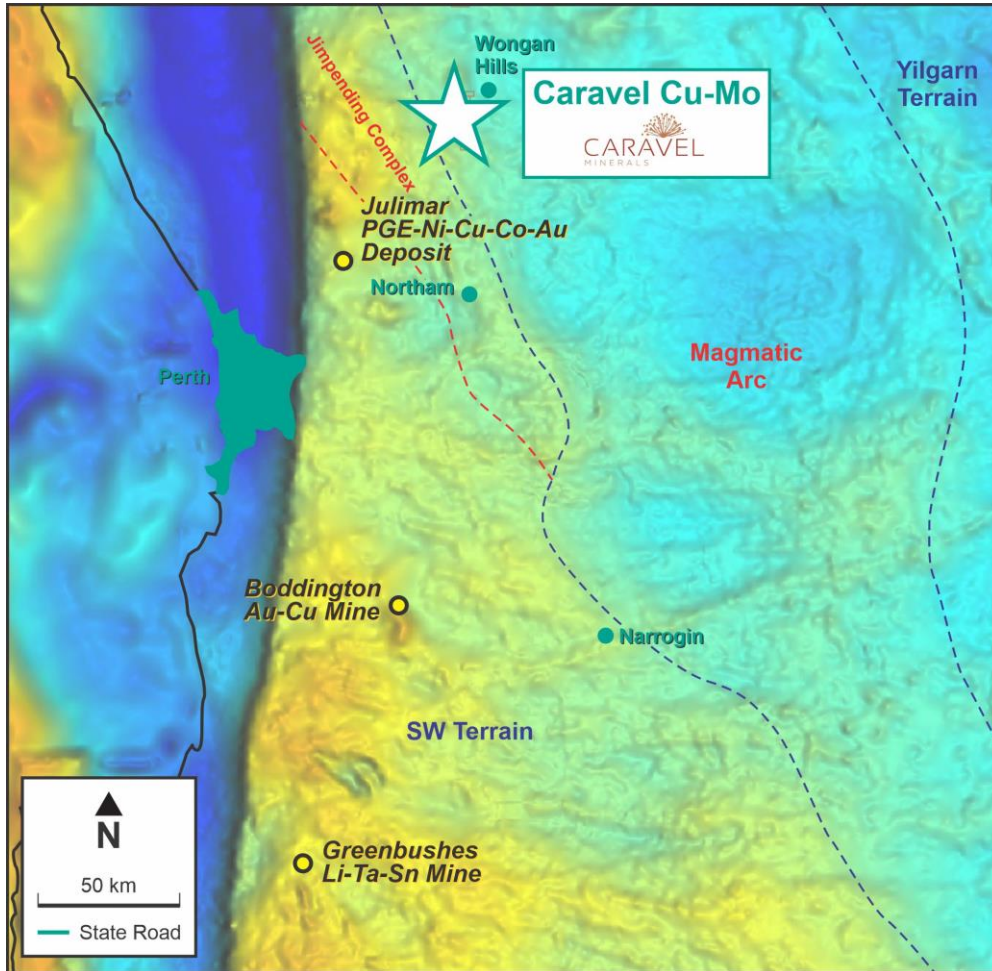 Wongan
Hills
Caravel Cu-Mo
CARAVEL
MINERALS
Yilgarn
Terrain
Jimpending Complex
Julimar
PGE-Ni-Cu-Co-Au
Deposit
Northam
Magmatic
Arc
Perth
Boddington
Au-Cu Mine
Narrogin
SW Terrain
Greenbushes
Li-Ta-Sn Mine
N
50 km
State Road